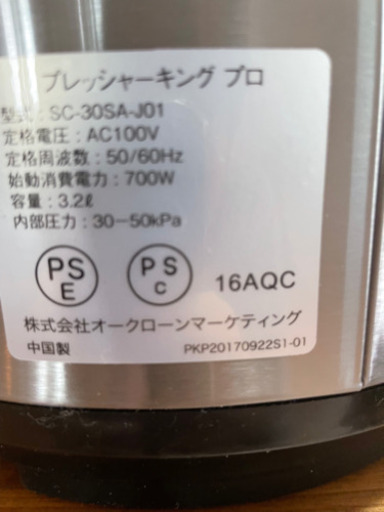 プレッシャーキング プロ
型式：SC-30SA-J01
定格電圧：AC100V
定格周波数：50/60Hz
始動消費電力：700W
容量：3.2ℓ
内部圧力：30－50kPa
PS
E
PS
C
16AQC
株式会社オークローンマーケティング
中国製
PKP20170922S1-01